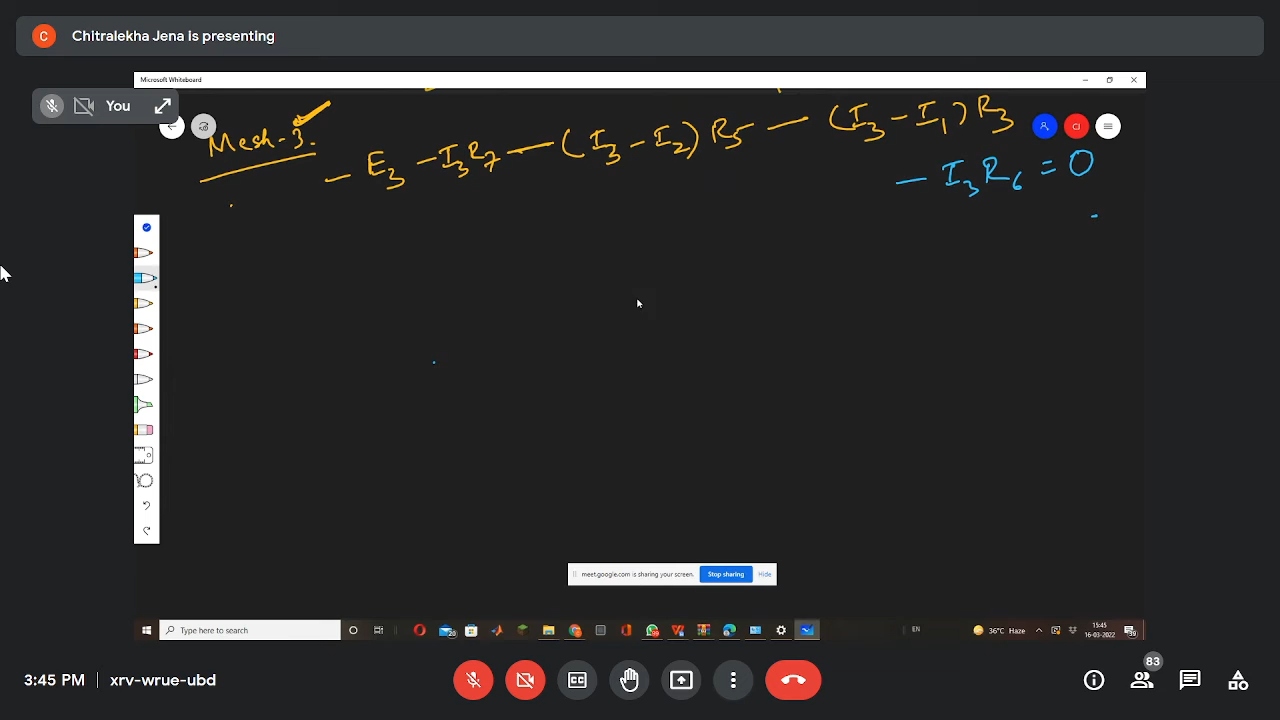 C Chitralekha Jena is presenting
Microsoft Whiteboard
You
Mesh-3.
- E₃ - I₃R₇ - (I₃ - I₂) R₅ - (I₃ - I₁) R₃
- I₃R₆ = 0
meet.google.com is sharing your screen. Stop sharing Hide
Type here to search
EN
36°C Haze
15:45
16-03-2022
3:45 PM | xrv-wrue-ubd
83